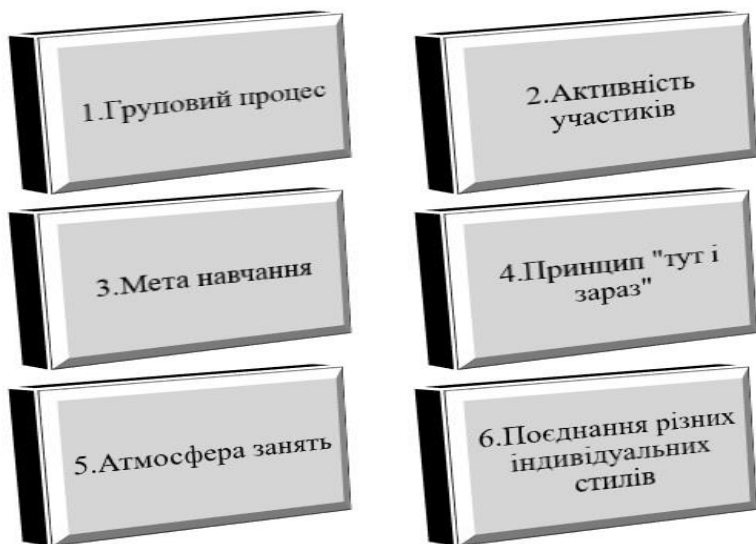 1.Груповий процес
2.Активність
участиків
3.Мета навчання
4.Принцип "тут і
зараз"
5.Атмосфера занять
6.Поєднання різних
індивідуальних
стилів